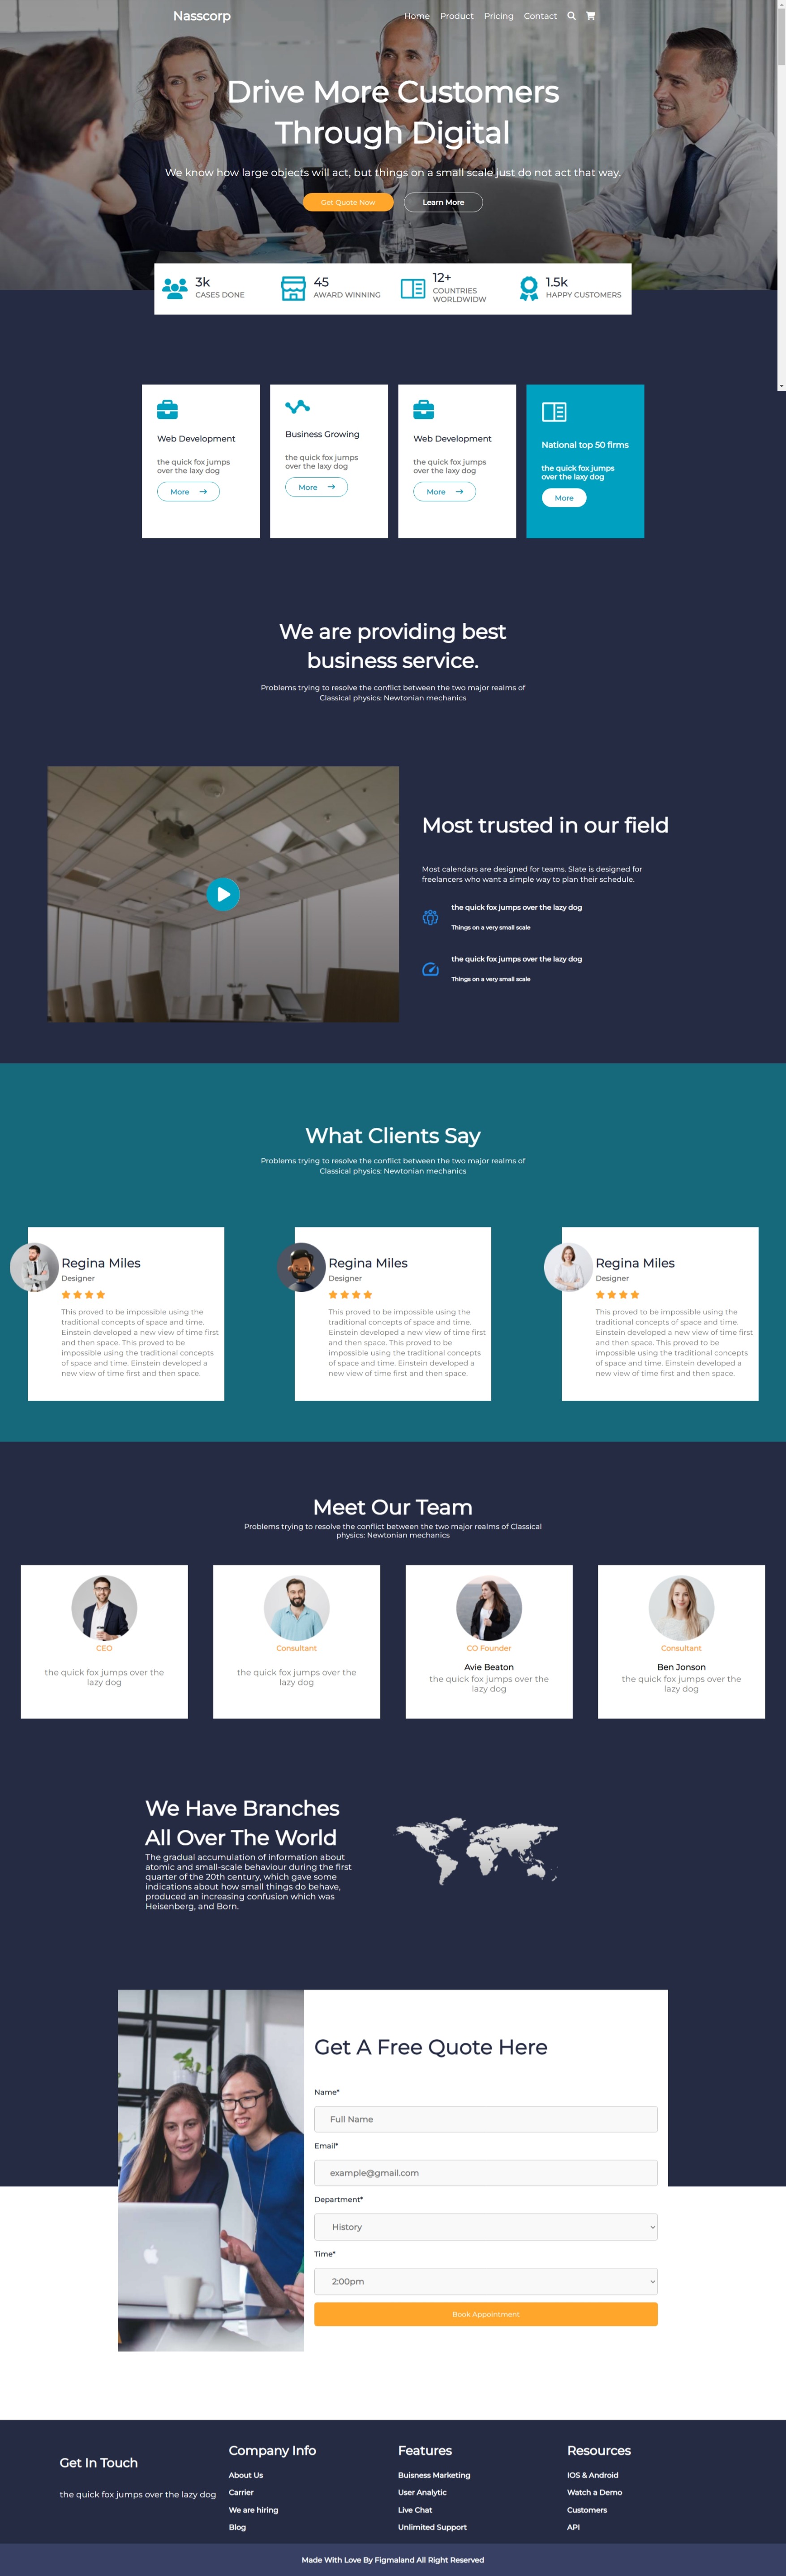 Nasscorp
Home Product Pricing Contact
Drive More Customers
Through Digital
We know how large objects will act, but things on a small scale just do not act that way.
Get Quote Now
Learn More
3k
CASES DONE
45
AWARD WINNING
12+
COUNTRIES
WORLDWIDW
1.5k
HAPPY CUSTOMERS
Web Development
the quick fox jumps
over the laxy dog
More
Business Growing
the quick fox jumps
over the laxy dog
More
Web Development
the quick fox jumps
over the laxy dog
More
National top 50 firms
the quick fox jumps
over the laxy dog
More
We are providing best
business service.
Problems trying to resolve the conflict between the two major realms of
Classical physics: Newtonian mechanics
Most trusted in our field
Most calendars are designed for teams. Slate is designed for
freelancers who want a simple way to plan their schedule.
the quick fox jumps over the lazy dog
Things on a very small scale
the quick fox jumps over the lazy dog
Things on a very small scale
What Clients Say
Problems trying to resolve the conflict between the two major realms of
Classical physics: Newtonian mechanics
Regina Miles
Designer
This proved to be impossible using the
traditional concepts of space and time.
Einstein developed a new view of time first
and then space. This proved to be
impossible using the traditional concepts
of space and time. Einstein developed a
new view of time first and then space.
Regina Miles
Designer
This proved to be impossible using the
traditional concepts of space and time.
Einstein developed a new view of time first
and then space. This proved to be
impossible using the traditional concepts
of space and time. Einstein developed a
new view of time first and then space.
Regina Miles
Designer
This proved to be impossible using the
traditional concepts of space and time.
Einstein developed a new view of time first
and then space. This proved to be
impossible using the traditional concepts
of space and time. Einstein developed a
new view of time first and then space.
Meet Our Team
Problems trying to resolve the conflict between the two major realms of Classical
physics: Newtonian mechanics
CEO
the quick fox jumps over the
lazy dog
Consultant
the quick fox jumps over the
lazy dog
CO Founder
Avie Beaton
the quick fox jumps over the
lazy dog
Consultant
Ben Jonson
the quick fox jumps over the
lazy dog
We Have Branches
All Over The World
The gradual accumulation of information about
atomic and small-scale behaviour during the first
quarter of the 20th century, which gave some
indications about how small things do behave,
produced an increasing confusion which was
Heisenberg, and Born.
Get A Free Quote Here
Name*
Full Name
Email*
example@gmail.com
Department*
History
Time*
2:00pm
Book Appointment
Get In Touch
the quick fox jumps over the lazy dog
Company Info
About Us
Carrier
We are hiring
Blog
Features
Buisness Marketing
User Analytic
Live Chat
Unlimited Support
Resources
IOS & Android
Watch a Demo
Customers
API
Made With Love By Figmaland All Right Reserved